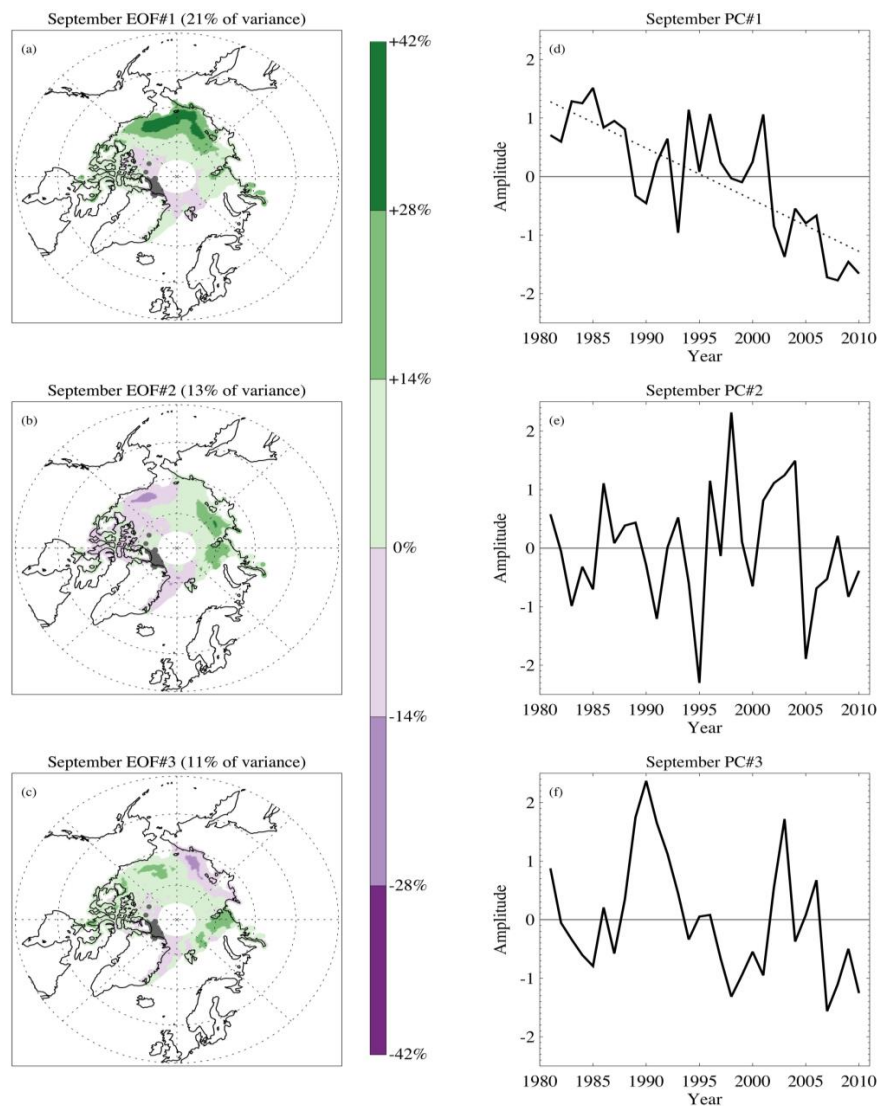 September EOF#1 (21% of variance)
(a)
September EOF#2 (13% of variance)
(b)
September EOF#3 (11% of variance)
(c)
+42%
+28%
+14%
0%
-14%
-28%
-42%
September PC#1
(d)
2
1
0
-1
-2
Amplitude
1980 1985 1990 1995 2000 2005 2010
Year
September PC#2
(e)
2
1
0
-1
-2
Amplitude
1980 1985 1990 1995 2000 2005 2010
Year
September PC#3
(f)
2
1
0
-1
-2
Amplitude
1980 1985 1990 1995 2000 2005 2010
Year